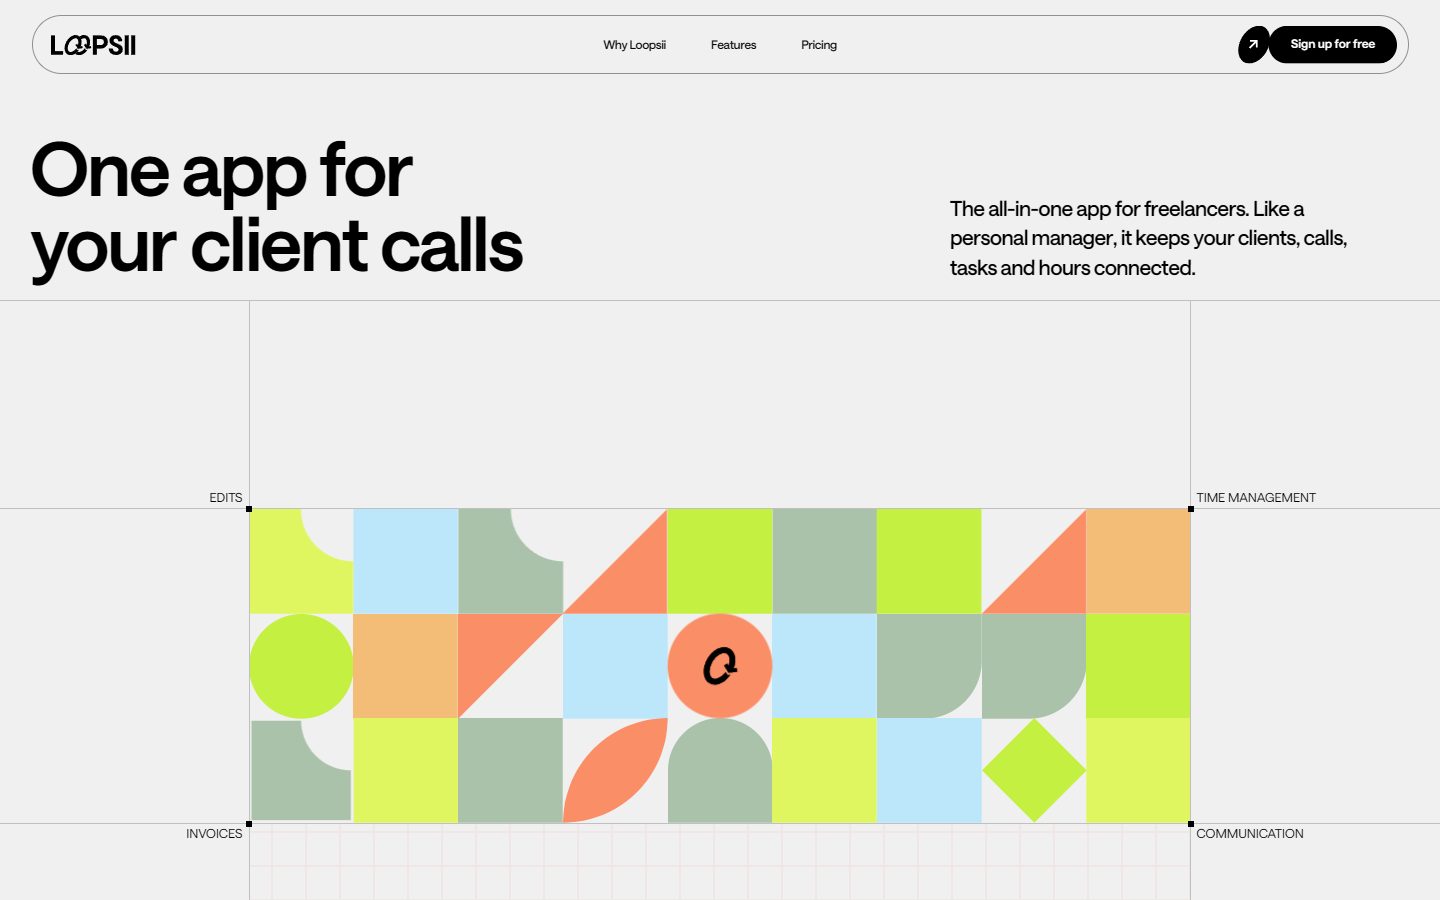 LOOPSII
Why Loopsii
Features
Pricing
Sign up for free
One app for
your client calls
The all-in-one app for freelancers. Like a
personal manager, it keeps your clients, calls,
tasks and hours connected.
EDITS
TIME MANAGEMENT
INVOICES
COMMUNICATION